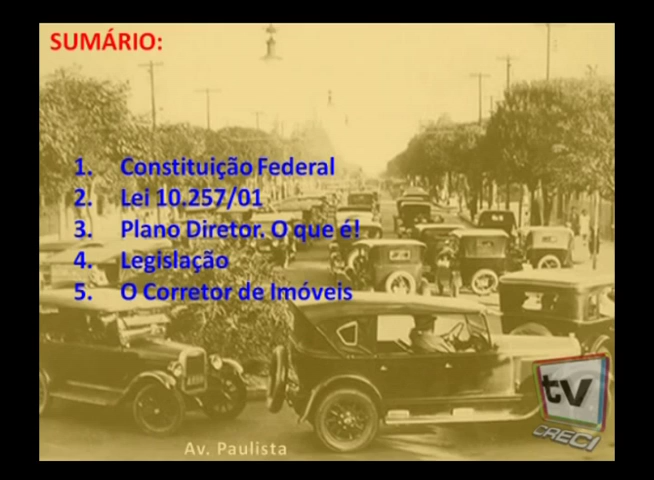 SUMÁRIO:
1. Constituição Federal
2. Lei 10.257/01
3. Plano Diretor. O que é!
4. Legislação
5. O Corretor de Imóveis
tv
CRECI
Av. Paulista